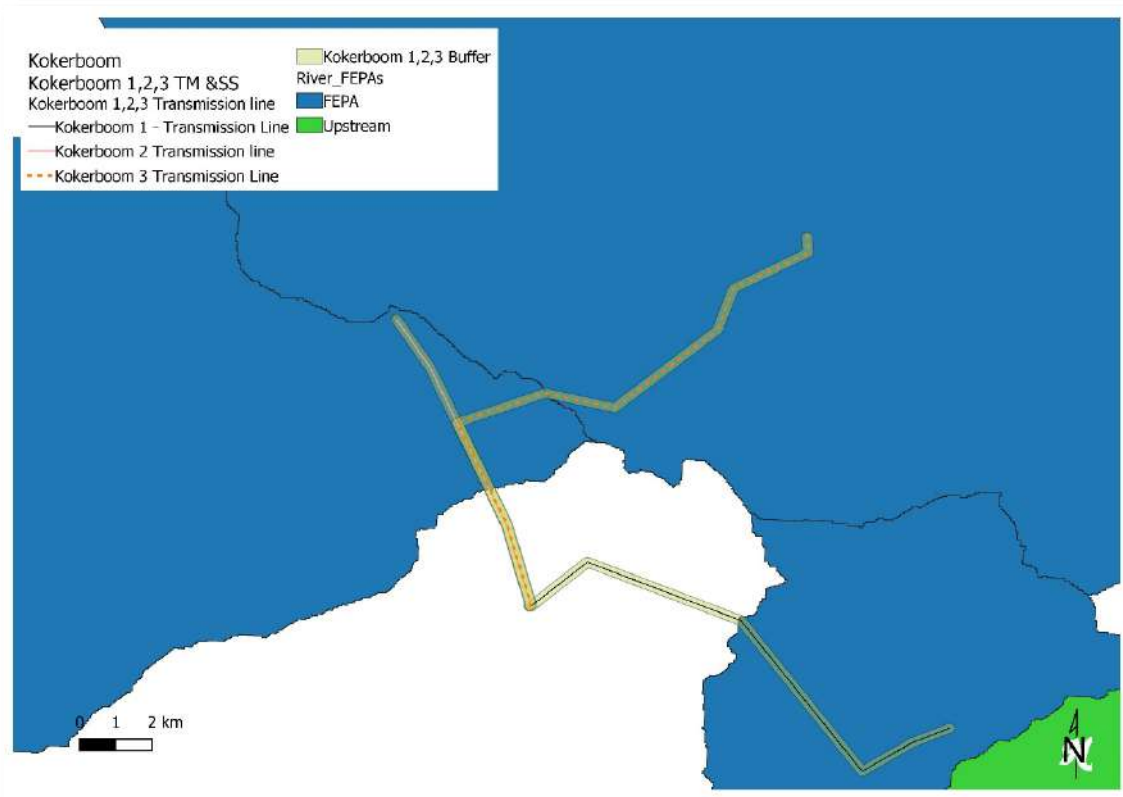 Kokerboom
Kokerboom 1,2,3 TM &SS
Kokerboom 1,2,3 Transmission line
Kokerboom 1 - Transmission Line
Kokerboom 2 Transmission line
Kokerboom 3 Transmission Line
Kokerboom 1,2,3 Buffer
River_FEPAs
FEPA
Upstream
0 1 2 km
N